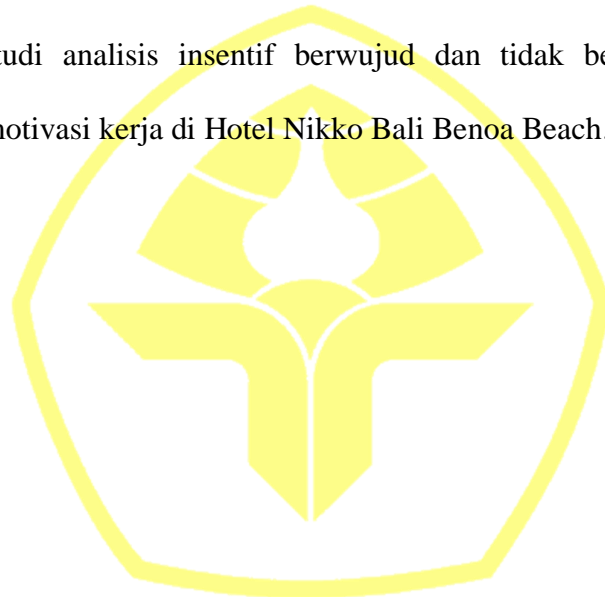 tudi analisis insentif berwujud dan tidak be
motivasi kerja di Hotel Nikko Bali Benoa Beach.